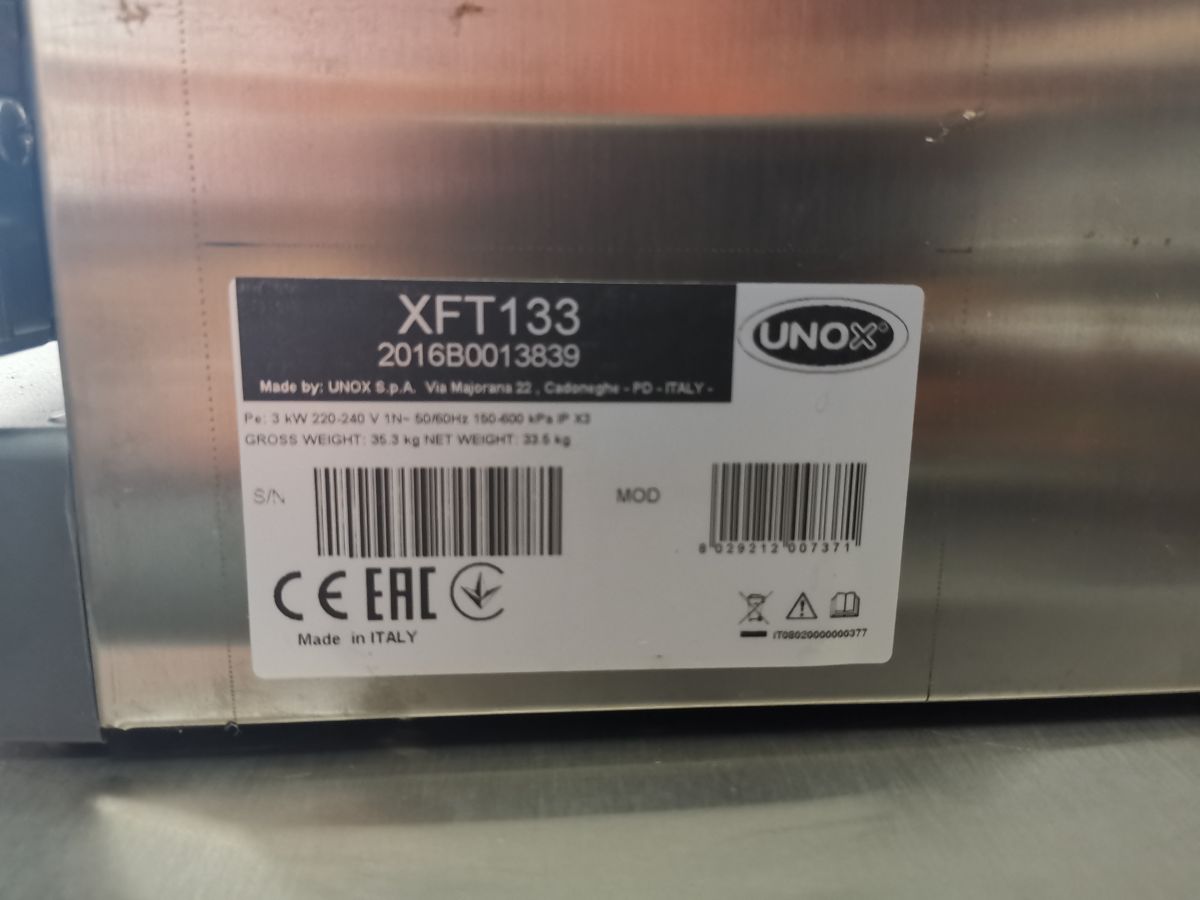 XFT133
2016B0013839
Made by: UNOX S.p.A. Via Majorana 22 , Cadoneghe - PD - ITALY -
UNOX®
Pe: 3 kW 220-240 V 1N~ 50/60Hz 150-600 kPa IP X3
GROSS WEIGHT: 35.3 kg NET WEIGHT: 33.5 kg
S/N
MOD
8 029212 007371
CE EAC
Made in ITALY
IT08020000000377